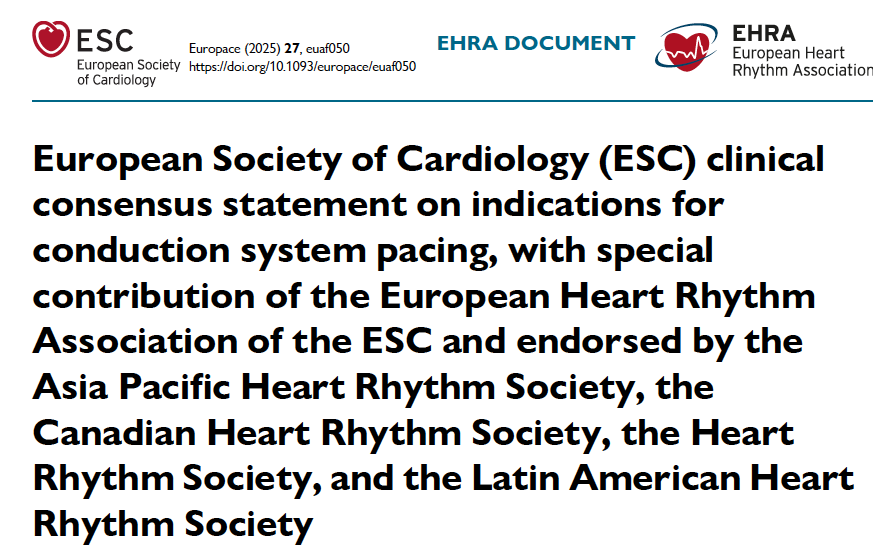 ESC
European Society
of Cardiology
Europace (2025) 27, euaf050
https://doi.org/10.1093/europace/euaf050
EHRA DOCUMENT
EHRA
European Heart
Rhythm Association
European Society of Cardiology (ESC) clinical
consensus statement on indications for
conduction system pacing, with special
contribution of the European Heart Rhythm
Association of the ESC and endorsed by the
Asia Pacific Heart Rhythm Society, the
Canadian Heart Rhythm Society, the Heart
Rhythm Society, and the Latin American Heart
Rhythm Society